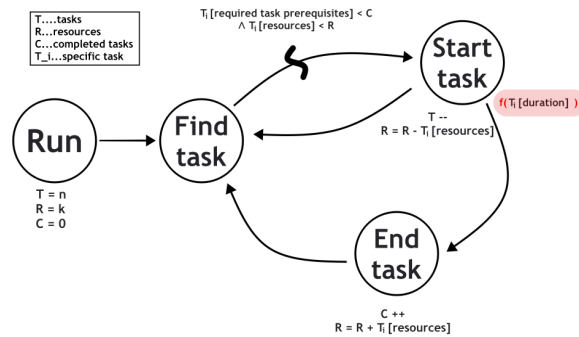 T....tasks
R...resources
C...completed tasks
T_i...specific task
Tᵢ [required task prerequisites] < C
∧ Tᵢ [resources] < R
Start
task
f( Tᵢ [duration] )
T --
R = R - Tᵢ [resources]
Run
Find
task
T = n
R = k
C = 0
End
task
C ++
R = R + Tᵢ [resources]